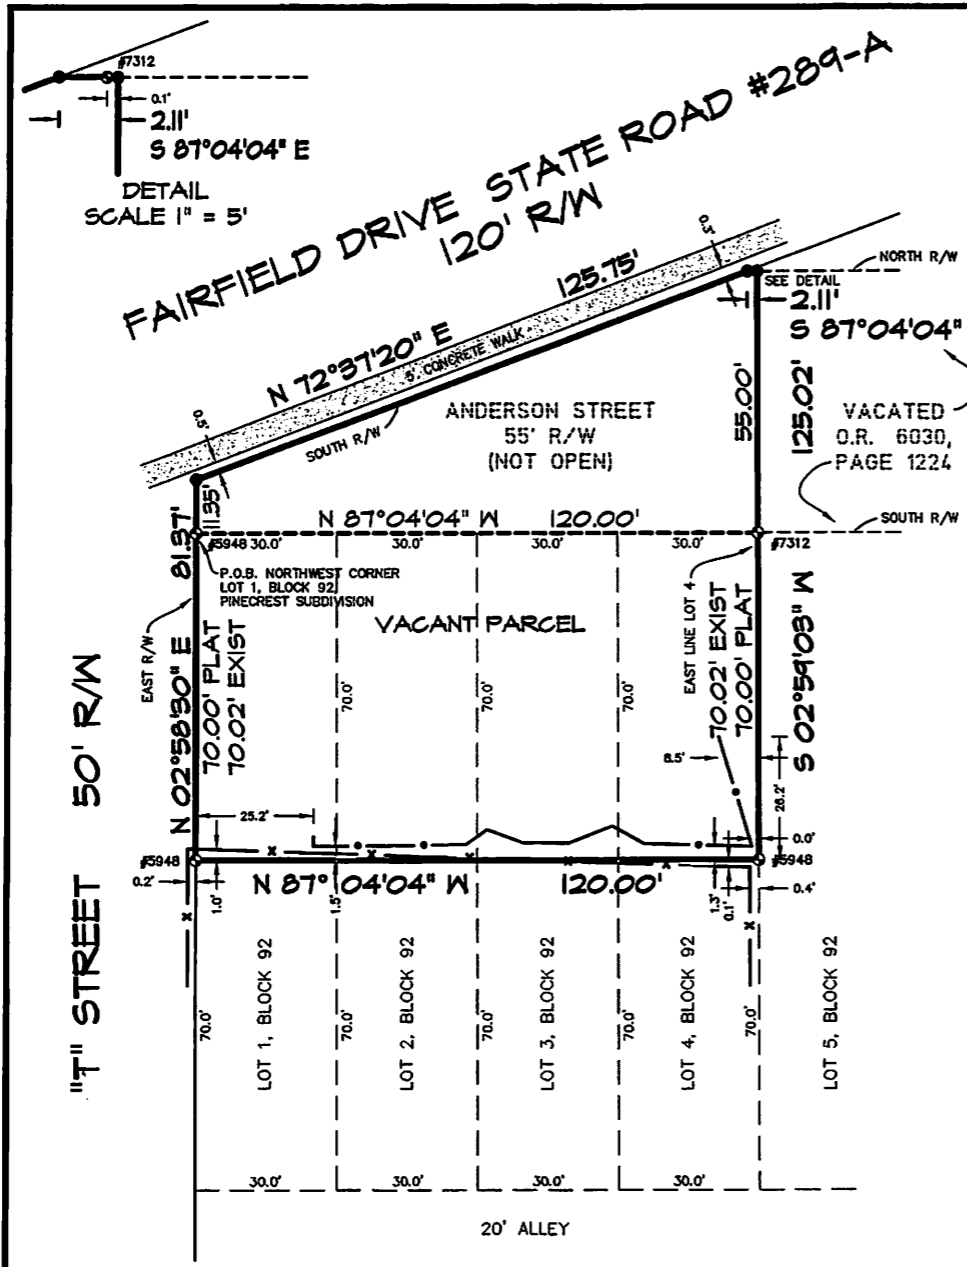 #7312
0.1'
2.11'
S 87°04'04" E
DETAIL
SCALE 1" = 5'
FAIRFIELD DRIVE STATE ROAD #289-A
120' R/W
N 72°37'20" E 125.75'
5' CONCRETE WALK
0.5'
0.5'
SOUTH R/W
NORTH R/W
SEE DETAIL
2.11'
S 87°04'04"
ANDERSON STREET
55' R/W
(NOT OPEN)
55.00'
125.02'
VACATED
O.R. 6030,
PAGE 1224
SOUTH R/W
11.35'
81.37'
N 87°04'04" W 120.00'
#5948 30.0' 30.0' 30.0' 30.0' #7312
P.O.B. NORTHWEST CORNER
LOT 1, BLOCK 92
PINECREST SUBDIVISION
VACANT PARCEL
EAST R/W
N 02°58'30" E
70.00' PLAT
70.02' EXIST
70.0'
70.0'
70.0'
EAST LINE LOT 4
70.02' EXIST
70.00' PLAT
S 02°59'03" W
"T" STREET 50' R/W
8.5'
26.2'
25.2'
0.0'
#5948
#5948
0.2'
1.0'
N 87°04'04" W 120.00'
1.5'
1.3'
0.1'
0.4'
70.0'
LOT 1, BLOCK 92
70.0'
LOT 2, BLOCK 92
70.0'
LOT 3, BLOCK 92
70.0'
LOT 4, BLOCK 92
70.0'
LOT 5, BLOCK 92
30.0' 30.0' 30.0' 30.0'
20' ALLEY